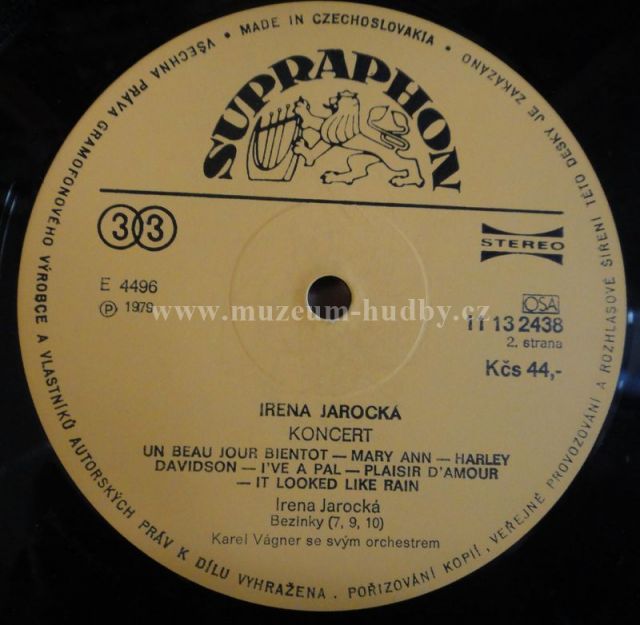 VŠECHNA PRÁVA GRAMOFONOVÉHO VÝROBCE A VLASTNÍKŮ AUTORSKÝCH PRÁV K DÍLU VYHRAŽENA. POŘIZOVÁNÍ KOPIÍ, VEŘEJNÉ PROVOZOVÁNÍ A ROZHLASOVÉ ŠÍŘENÍ TÉTO DESKY JE ZAKÁZÁNO · MADE IN CZECHOSLOVAKIA ·
SUPRAPHON
33
STEREO
E 4496
℗ 1979
www.muzeum-hudby.cz
OSA
11 13 2438
2. strana
Kčs 44,-
IRENA JAROCKÁ
KONCERT
UN BEAU JOUR BIENTOT — MARY ANN — HARLEY
DAVIDSON — I'VE A PAL — PLAISIR D'AMOUR
— IT LOOKED LIKE RAIN
Irena Jarocká
Bezinky (7, 9, 10)
Karel Vágner se svým orchestrem